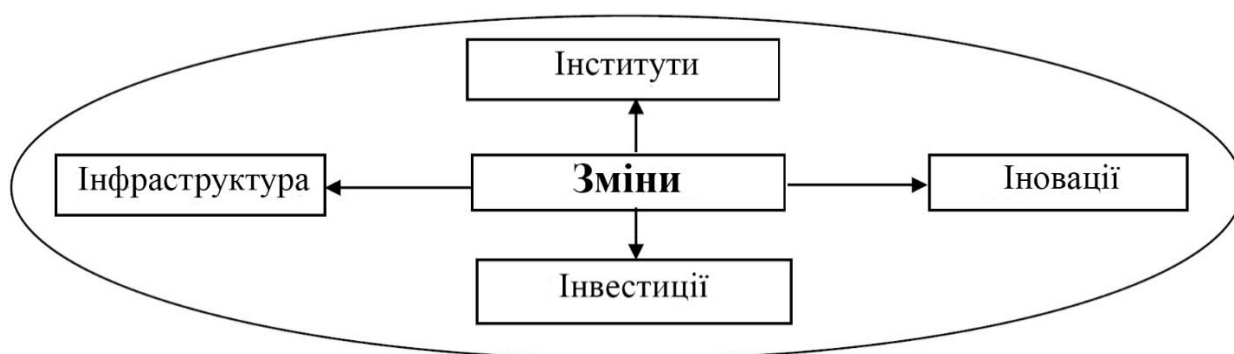 Інститути
Інфраструктура
Зміни
Іновації
Інвестиції